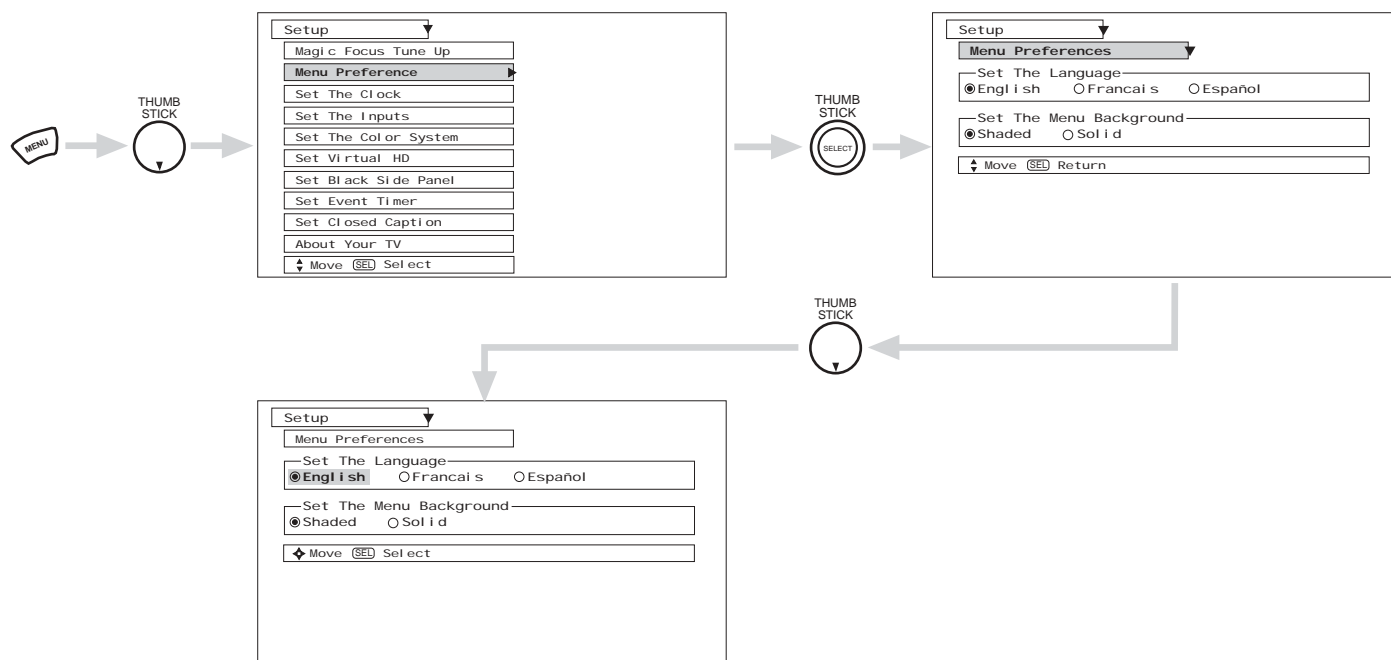 MENU
THUMB
STICK
Setup
Magic Focus Tune Up
Menu Preference
Set The Clock
Set The Inputs
Set The Color System
Set Virtual HD
Set Black Side Panel
Set Event Timer
Set Closed Caption
About Your TV
Move SEL Select
THUMB
STICK
SELECT
Setup
Menu Preferences
Set The Language
English Francais Español
Set The Menu Background
Shaded Solid
Move SEL Return
THUMB
STICK
Setup
Menu Preferences
Set The Language
English Francais Español
Set The Menu Background
Shaded Solid
Move SEL Select